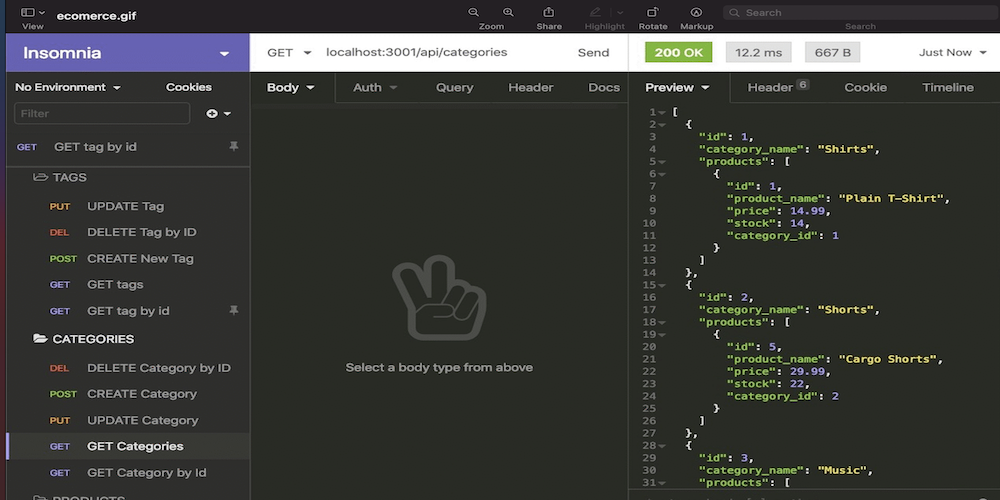 ecomerce.gif
View
Zoom
Share
Highlight
Rotate
Markup
Search
Search
Insomnia
GET localhost:3001/api/categories Send
200 OK 12.2 ms 667 B Just Now
No Environment Cookies
Body Auth Query Header Docs
Preview Header 6 Cookie Timeline
Filter
GET GET tag by id
TAGS
PUT UPDATE Tag
DEL DELETE Tag by ID
POST CREATE New Tag
GET GET tags
GET GET tag by id
CATEGORIES
DEL DELETE Category by ID
POST CREATE Category
PUT UPDATE Category
GET GET Categories
GET GET Category by Id
PRODUCTS
Select a body type from above
1 [
2 {
3 "id": 1,
4 "category_name": "Shirts",
5 "products": [
6 {
7 "id": 1,
8 "product_name": "Plain T-Shirt",
9 "price": 14.99,
10 "stock": 14,
11 "category_id": 1
12 }
13 ]
14 },
15 {
16 "id": 2,
17 "category_name": "Shorts",
18 "products": [
19 {
20 "id": 5,
21 "product_name": "Cargo Shorts",
22 "price": 29.99,
23 "stock": 22,
24 "category_id": 2
25 }
26 ]
27 },
28 {
29 "id": 3,
30 "category_name": "Music",
31 "products": [